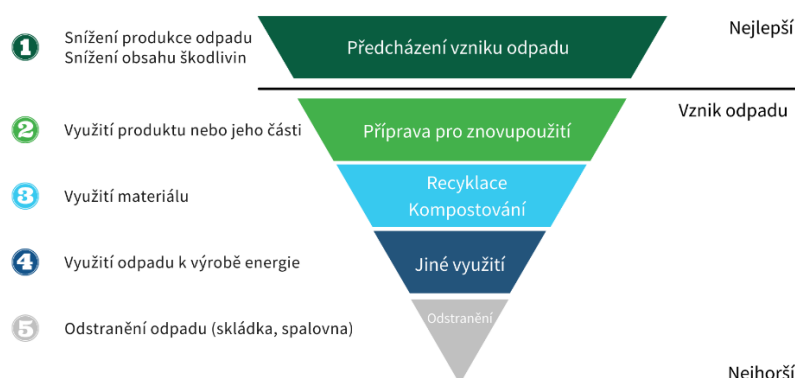 Nejlepší
1
Snížení produkce odpadu
Snížení obsahu škodlivin
Předcházení vzniku odpadu
Vznik odpadu
2
Využití produktu nebo jeho části
Příprava pro znovupoužití
3
Využití materiálu
Recyklace
Kompostování
4
Využití odpadu k výrobě energie
Jiné využití
5
Odstranění odpadu (skládka, spalovna)
Odstranění
Nejhorší